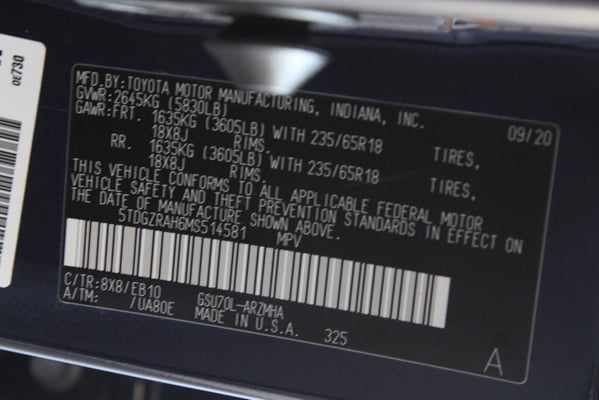 0E730
MFD.BY:TOYOTA MOTOR MANUFACTURING, INDIANA, INC. 09/20
GVWR:2645KG (5830LB)
GAWR:FRT. 1635KG (3605LB) WITH 235/65R18 TIRES,
18X8J RIMS.
RR. 1635KG (3605LB) WITH 235/65R18 TIRES,
18X8J RIMS.
THIS VEHICLE CONFORMS TO ALL APPLICABLE FEDERAL MOTOR
VEHICLE SAFETY AND THEFT PREVENTION STANDARDS IN EFFECT ON
THE DATE OF MANUFACTURE SHOWN ABOVE.
5TDGZRAH6MS514581 MPV
C/TR:8X8/EB10 GSU70L-ARZMHA
A/TM: /UA80E MADE IN U.S.A. 325
A